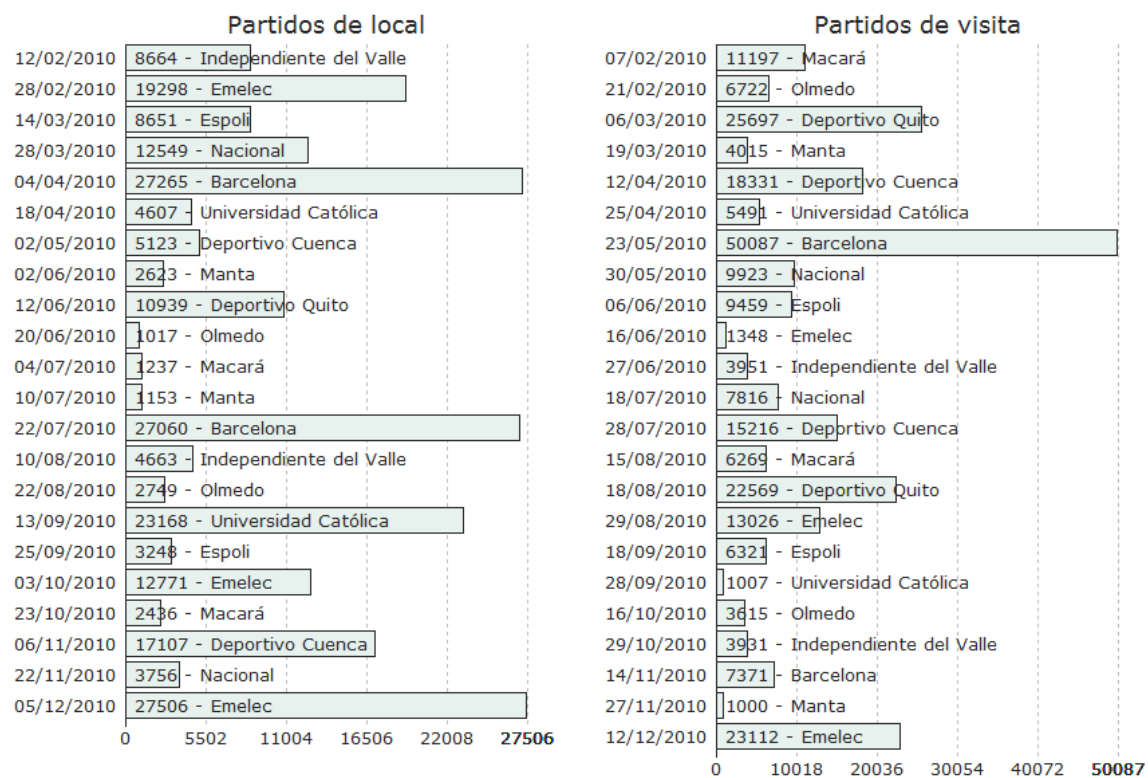 Partidos de local
12/02/2010 8664 - Independiente del Valle
28/02/2010 19298 - Emelec
14/03/2010 8651 - Espoli
28/03/2010 12549 - Nacional
04/04/2010 27265 - Barcelona
18/04/2010 4607 - Universidad Católica
02/05/2010 5123 - Deportivo Cuenca
02/06/2010 2623 - Manta
12/06/2010 10939 - Deportivo Quito
20/06/2010 1017 - Olmedo
04/07/2010 1237 - Macará
10/07/2010 1153 - Manta
22/07/2010 27060 - Barcelona
10/08/2010 4663 - Independiente del Valle
22/08/2010 2749 - Olmedo
13/09/2010 23168 - Universidad Católica
25/09/2010 3248 - Espoli
03/10/2010 12771 - Emelec
23/10/2010 2436 - Macará
06/11/2010 17107 - Deportivo Cuenca
22/11/2010 3756 - Nacional
05/12/2010 27506 - Emelec
0 5502 11004 16506 22008 27506
Partidos de visita
07/02/2010 11197 - Macará
21/02/2010 6722 - Olmedo
06/03/2010 25697 - Deportivo Quito
19/03/2010 4015 - Manta
12/04/2010 18331 - Deportivo Cuenca
25/04/2010 5491 - Universidad Católica
23/05/2010 50087 - Barcelona
30/05/2010 9923 - Nacional
06/06/2010 9459 - Espoli
16/06/2010 1348 - Emelec
27/06/2010 3951 - Independiente del Valle
18/07/2010 7816 - Nacional
28/07/2010 15216 - Deportivo Cuenca
15/08/2010 6269 - Macará
18/08/2010 22569 - Deportivo Quito
29/08/2010 13026 - Emelec
18/09/2010 6321 - Espoli
28/09/2010 1007 - Universidad Católica
16/10/2010 3615 - Olmedo
29/10/2010 3931 - Independiente del Valle
14/11/2010 7371 - Barcelona
27/11/2010 1000 - Manta
12/12/2010 23112 - Emelec
0 10018 20036 30054 40072 50087